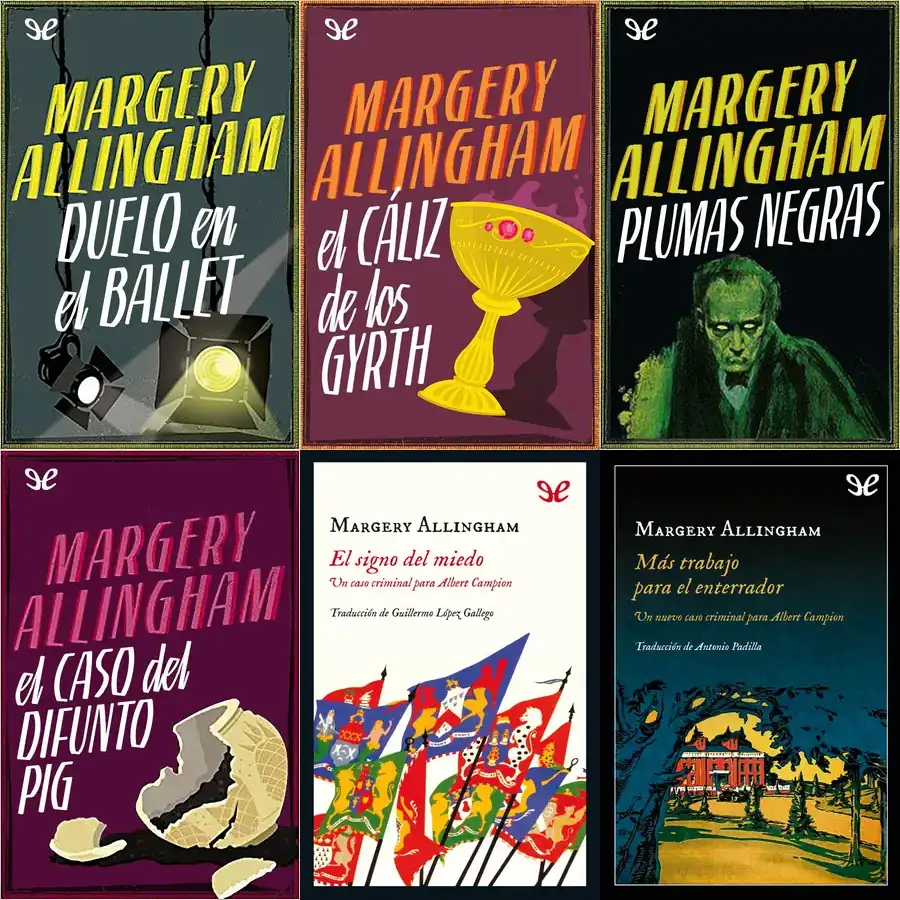 MARGERY
ALLINGHAM
DUELO en
el BALLET
MARGERY
ALLINGHAM
el CÁLIZ
de los
GYRTH
MARGERY
ALLINGHAM
PLUMAS NEGRAS
MARGERY
ALLINGHAM
el CASO del
DIFUNTO
PIG
MARGERY ALLINGHAM
El signo del miedo
Un caso criminal para Albert Campion
Traducción de Guillermo López Gallego
MARGERY ALLINGHAM
Más trabajo
para el enterrador
Un nuevo caso criminal para Albert Campion
Traducción de Antonio Padilla